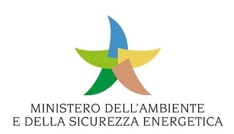 MINISTERO DELL'AMBIENTE
E DELLA SICUREZZA ENERGETICA